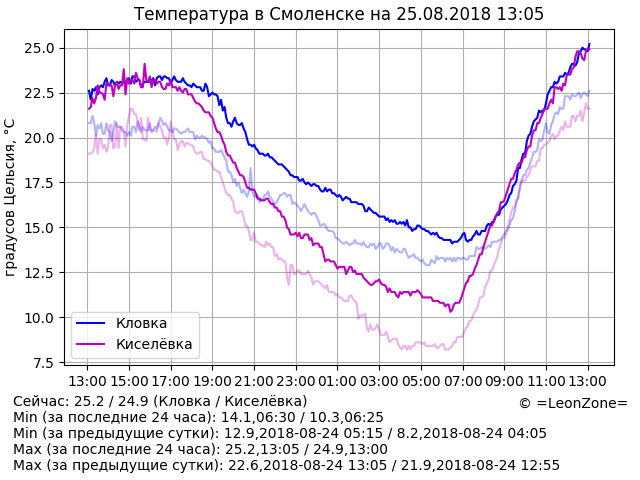 Температура в Смоленске на 25.08.2018 13:05
градусов Цельсия, °C
25.0
22.5
20.0
17.5
15.0
12.5
10.0
7.5
Кловка
Киселёвка
13:00 15:00 17:00 19:00 21:00 23:00 01:00 03:00 05:00 07:00 09:00 11:00 13:00
Сейчас: 25.2 / 24.9 (Кловка / Киселёвка)
© =LeonZone=
Min (за последние 24 часа): 14.1,06:30 / 10.3,06:25
Min (за предыдущие сутки): 12.9,2018-08-24 05:15 / 8.2,2018-08-24 04:05
Max (за последние 24 часа): 25.2,13:05 / 24.9,13:00
Max (за предыдущие сутки): 22.6,2018-08-24 13:05 / 21.9,2018-08-24 12:55